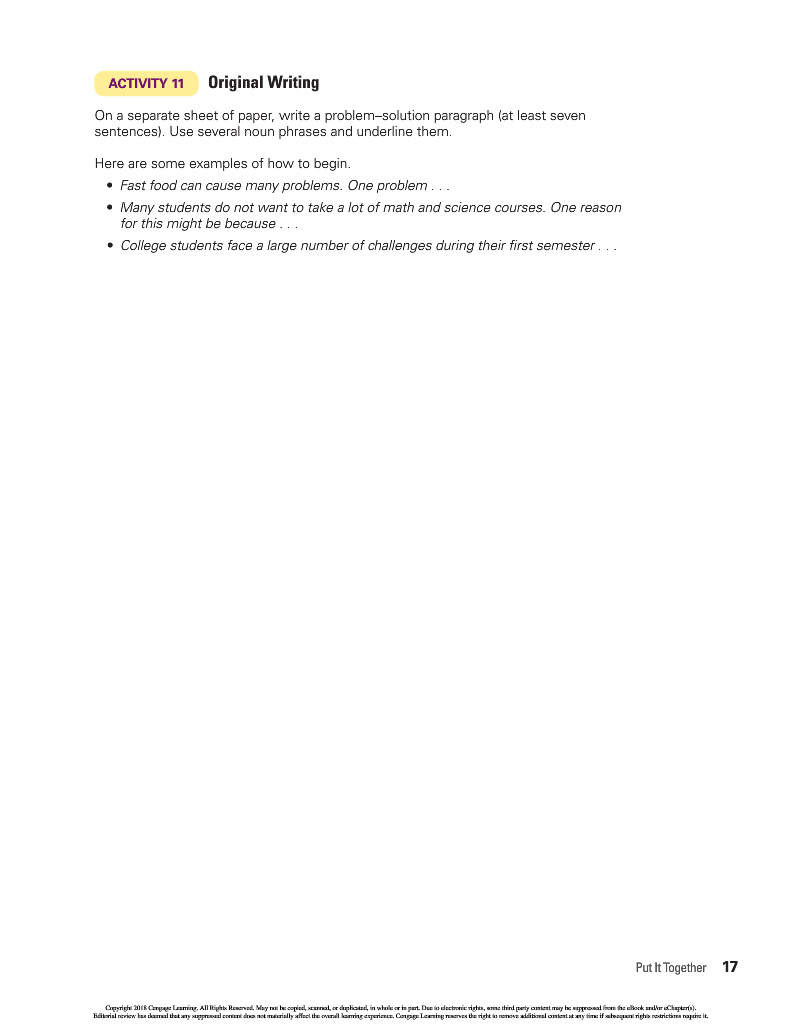 ACTIVITY 11 Original Writing
On a separate sheet of paper, write a problem–solution paragraph (at least seven
sentences). Use several noun phrases and underline them.
Here are some examples of how to begin.
• Fast food can cause many problems. One problem . . .
• Many students do not want to take a lot of math and science courses. One reason
for this might be because . . .
• College students face a large number of challenges during their first semester . . .
Put It Together 17
Copyright 2018 Cengage Learning. All Rights Reserved. May not be copied, scanned, or duplicated, in whole or in part. Due to electronic rights, some third party content may be suppressed from the eBook and/or eChapter(s).
Editorial review has deemed that any suppressed content does not materially affect the overall learning experience. Cengage Learning reserves the right to remove additional content at any time if subsequent rights restrictions require it.